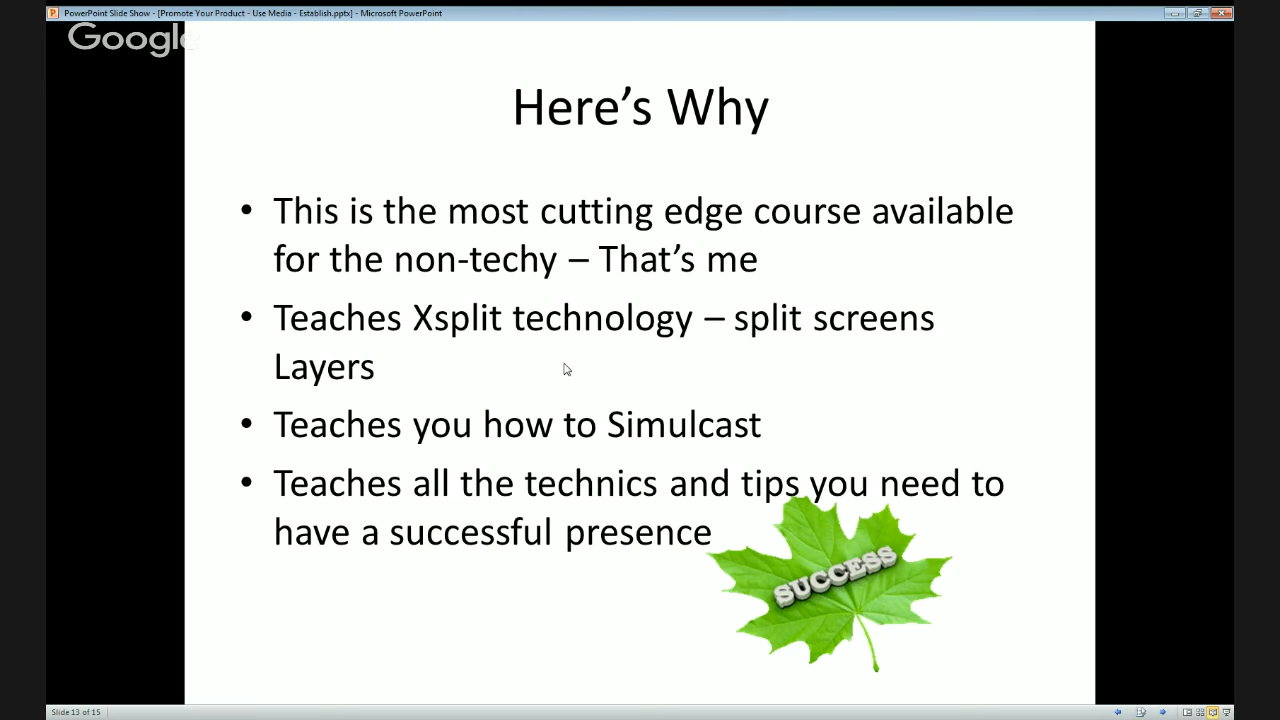 PowerPoint Slide Show - [Promote Your Product - Use Media - Establish.pptx] - Microsoft PowerPoint
Google
Here's Why
• This is the most cutting edge course available
for the non-techy – That's me
• Teaches Xsplit technology – split screens
Layers
• Teaches you how to Simulcast
• Teaches all the technics and tips you need to
have a successful presence
SUCCESS
Slide 13 of 15